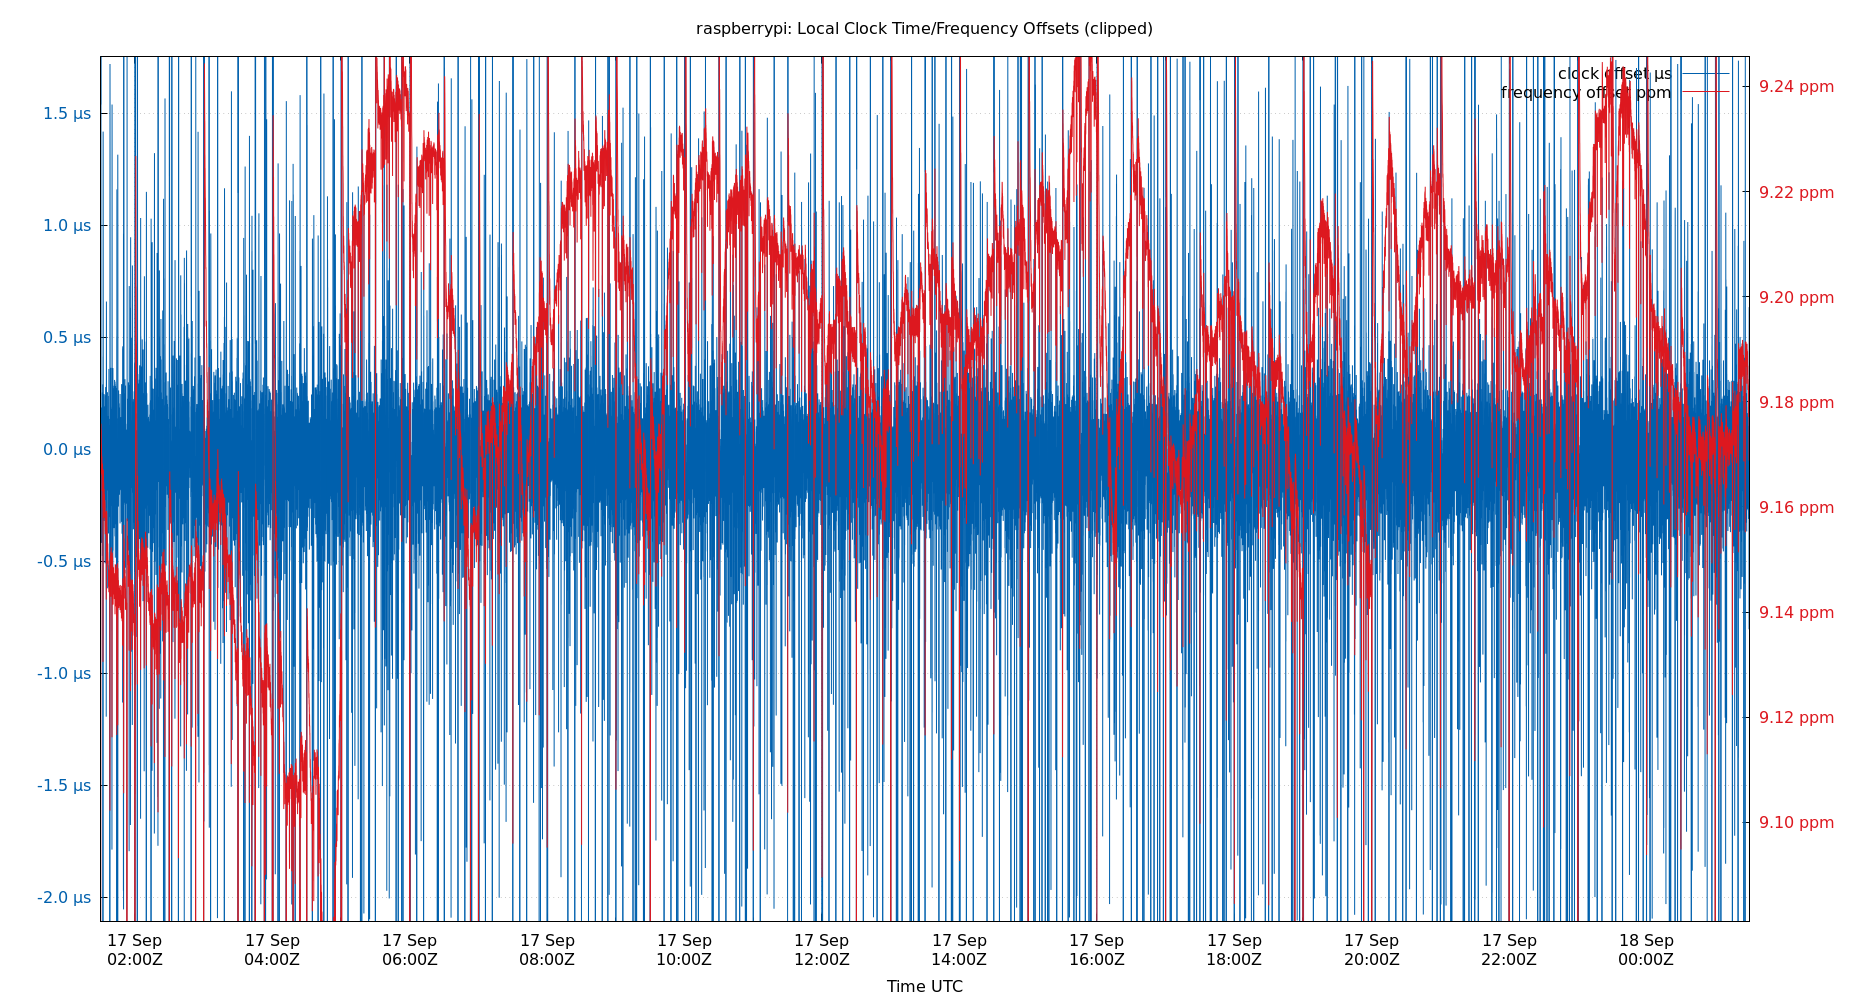 raspberrypi: Local Clock Time/Frequency Offsets (clipped)
clock offset µs
frequency offset ppm
1.5 µs
1.0 µs
0.5 µs
0.0 µs
-0.5 µs
-1.0 µs
-1.5 µs
-2.0 µs
9.24 ppm
9.22 ppm
9.20 ppm
9.18 ppm
9.16 ppm
9.14 ppm
9.12 ppm
9.10 ppm
17 Sep 17 Sep 17 Sep 17 Sep 17 Sep 17 Sep 17 Sep 17 Sep 17 Sep 17 Sep 17 Sep 18 Sep
02:00Z 04:00Z 06:00Z 08:00Z 10:00Z 12:00Z 14:00Z 16:00Z 18:00Z 20:00Z 22:00Z 00:00Z
Time UTC